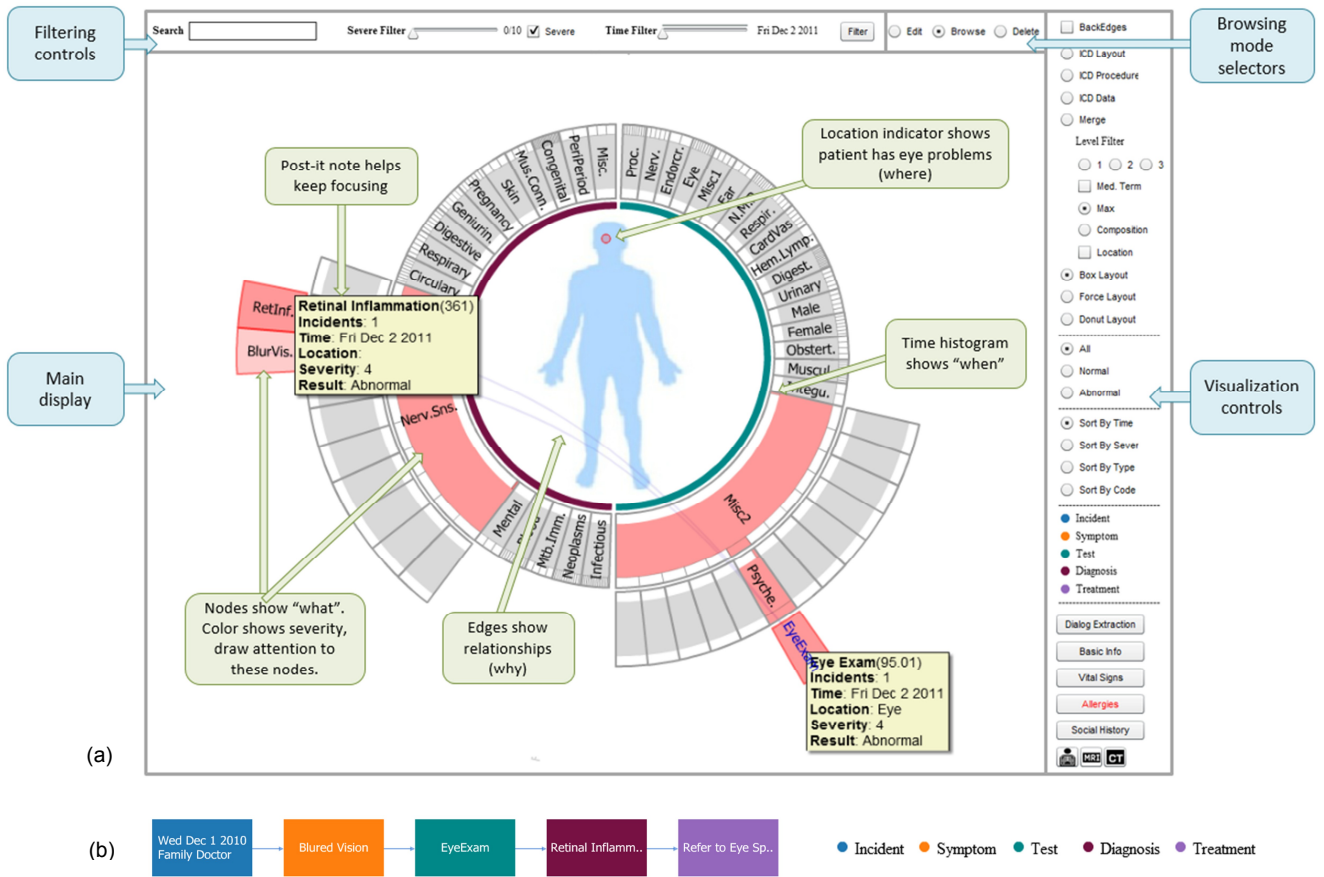 Filtering
controls
Search
Severe Filter
0/10
Severe
Time Filter
Fri Dec 2 2011
Filter
Edit
Browse
Delete
Browsing
mode
selectors
BackEdges
ICD Layout
ICD Procedure
ICD Data
Merge
Level Filter
1
2
3
Med. Term
Max
Composition
Location
Box Layout
Force Layout
Donut Layout
All
Normal
Abnormal
Sort By Time
Sort By Sever
Sort By Type
Sort By Code
Incident
Symptom
Test
Diagnosis
Treatment
Dialog Extraction
Basic Info
Vital Signs
Allergies
Social History
MRI
CT
Visualization
controls
Main
display
Post-it note helps
keep focusing
Location indicator shows
patient has eye problems
(where)
Time histogram
shows "when"
Nodes show "what".
Color shows severity,
draw attention to
these nodes.
Edges show
relationships
(why)
Circulary
Respirary
Digestive
Geniurin.
Pregnancy
Skin
Mus.Conn.
Congenital
PeriPeriod
Misc.
Proc.
Nerv.
Endorcr.
Eye
Misc1
Ear
Respir.
CardVas
Hem.Lymp.
Digest.
Urinary
Male
Female
Obstert.
Muscul
Misc2
Psyche.
EyeExam
Infectious
Neoplasms
Mtb.Imm.
Mental
Nerv.Sns.
RetInf.
BlurVis.
Retinal Inflammation(361)
Incidents: 1
Time: Fri Dec 2 2011
Location:
Severity: 4
Result: Abnormal
Eye Exam(95.01)
Incidents: 1
Time: Fri Dec 2 2011
Location: Eye
Severity: 4
Result: Abnormal
(a)
(b)
Wed Dec 1 2010
Family Doctor
Blured Vision
EyeExam
Retinal Inflamm..
Refer to Eye Sp..
Incident
Symptom
Test
Diagnosis
Treatment